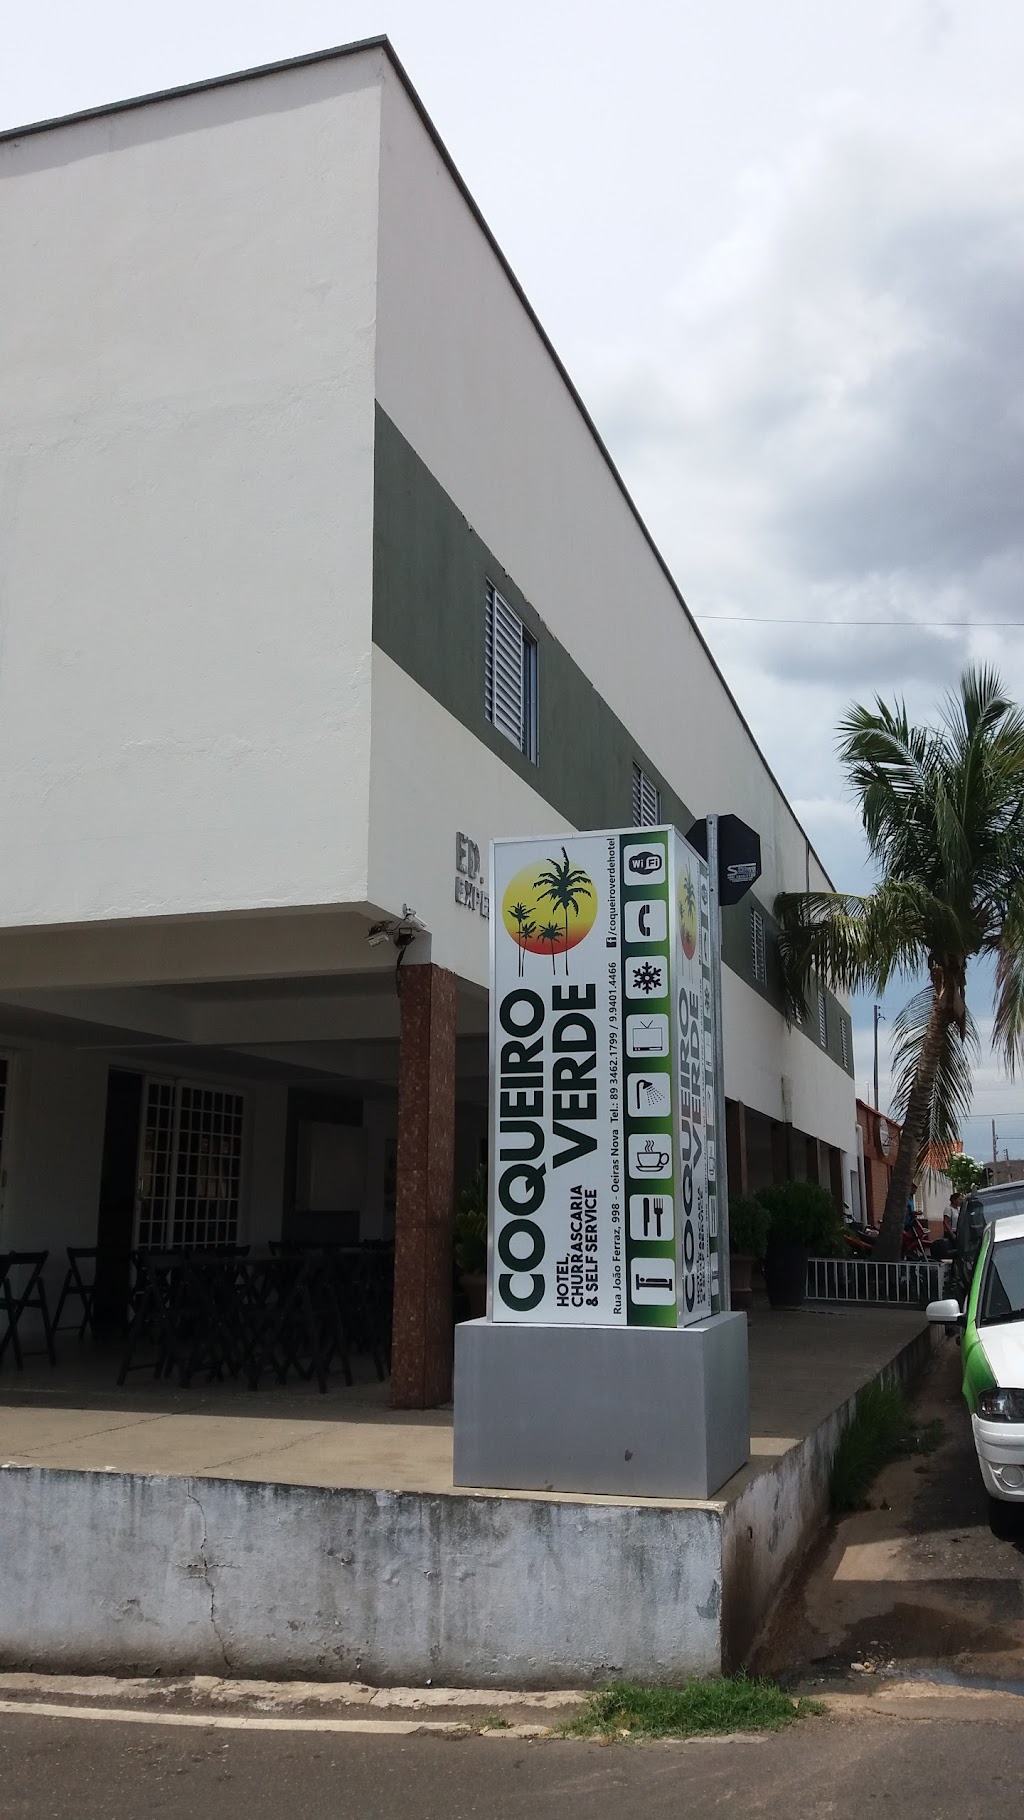 ED.
COQUEIRO
VERDE
HOTEL,
CHURRASCARIA
& SELF SERVICE
Rua João Ferraz, 998 - Oeiras Nova Tel.: 89 3462.1799 / 9.9401.4466 /coqueiroverdehotel
Wi Fi
COQUEIRO
VERDE